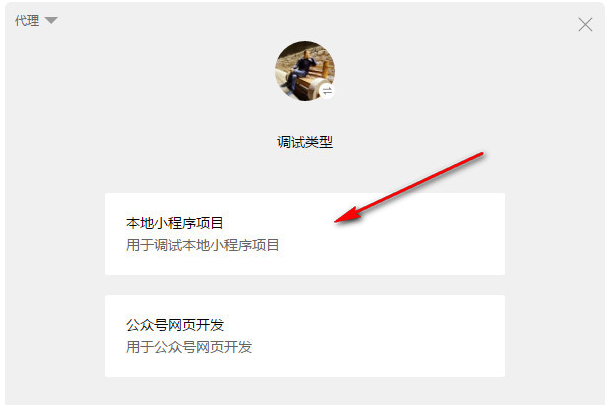 代理
调试类型
本地小程序项目
用于调试本地小程序项目
公众号网页开发
用于公众号网页开发